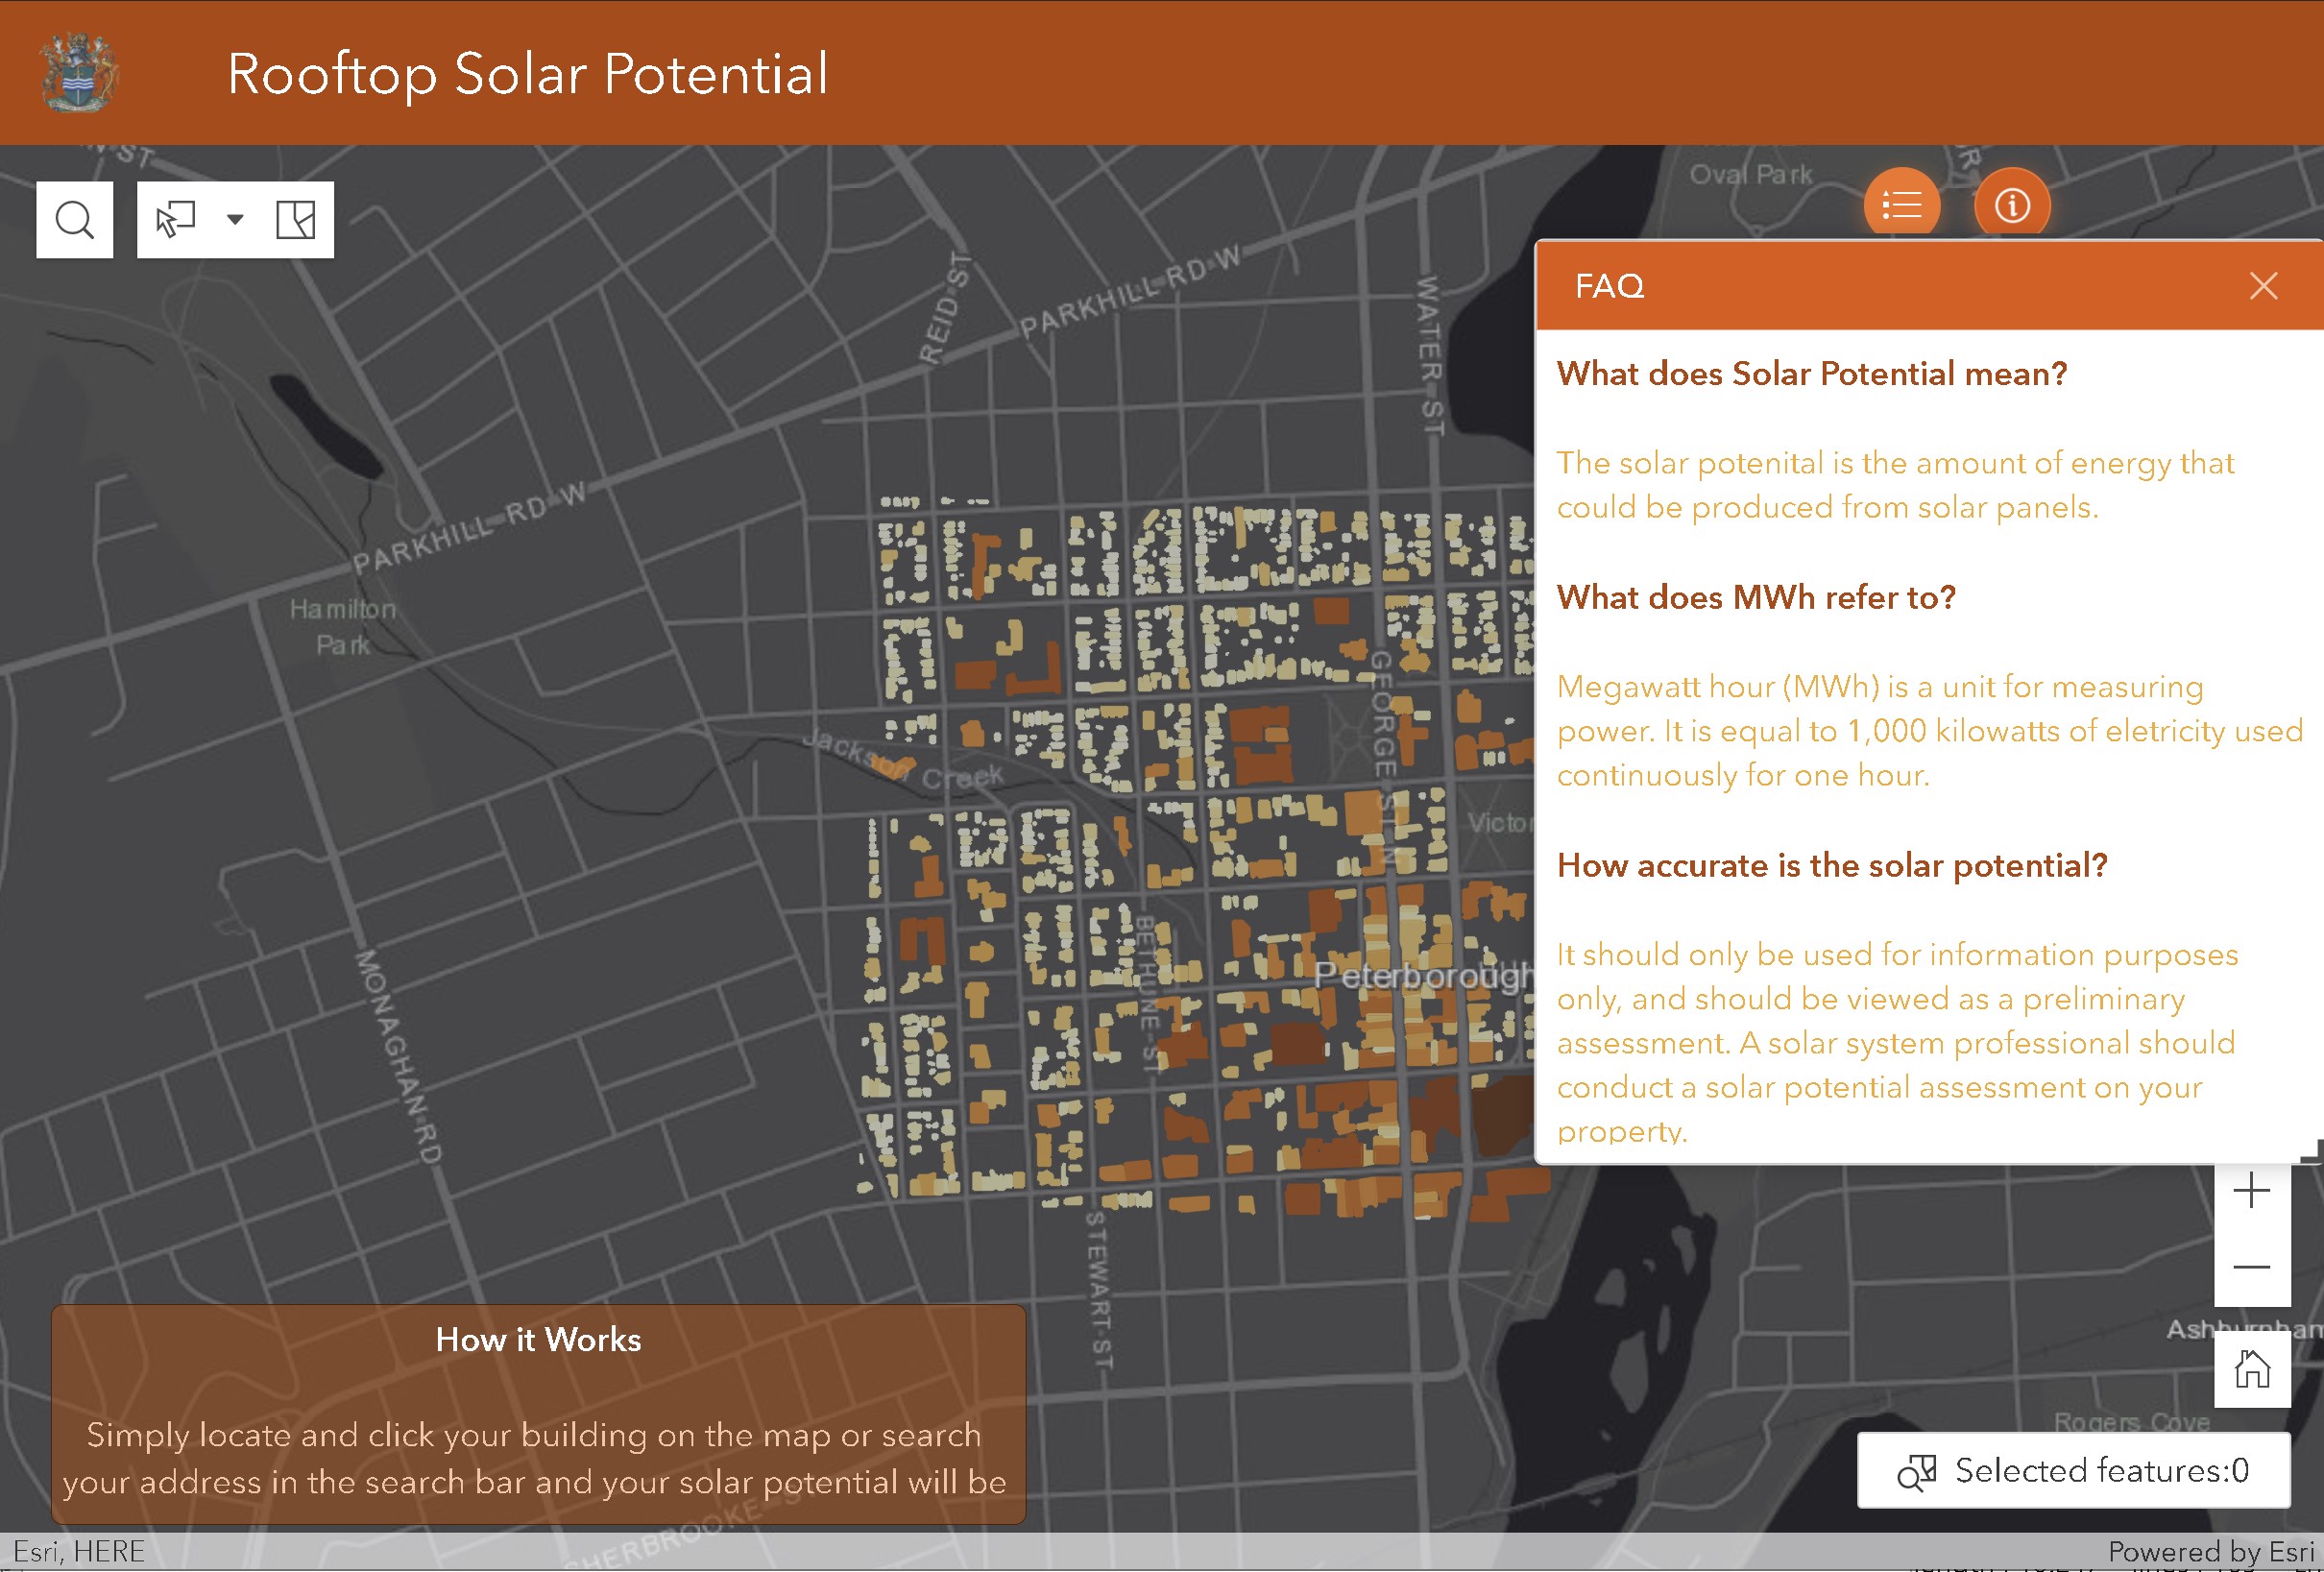 Rooftop Solar Potential
N ST
Oval Park
FAQ
What does Solar Potential mean?
The solar potenital is the amount of energy that
could be produced from solar panels.
What does MWh refer to?
Megawatt hour (MWh) is a unit for measuring
power. It is equal to 1,000 kilowatts of eletricity used
continuously for one hour.
How accurate is the solar potential?
It should only be used for information purposes
only, and should be viewed as a preliminary
assessment. A solar system professional should
conduct a solar potential assessment on your
property.
REID ST
PARKHILL RD W
WATER ST
PARKHILL RD W
Hamilton
Park
GEORGE ST N
Jackson Creek
Victor
BETHUNE ST
Peterborough
MONAGHAN RD
STEWART ST
How it Works
Simply locate and click your building on the map or search
your address in the search bar and your solar potential will be
SHERBROOKE
Ashburnham
Rogers Cove
Selected features:0
Esri, HERE
Powered by Esri